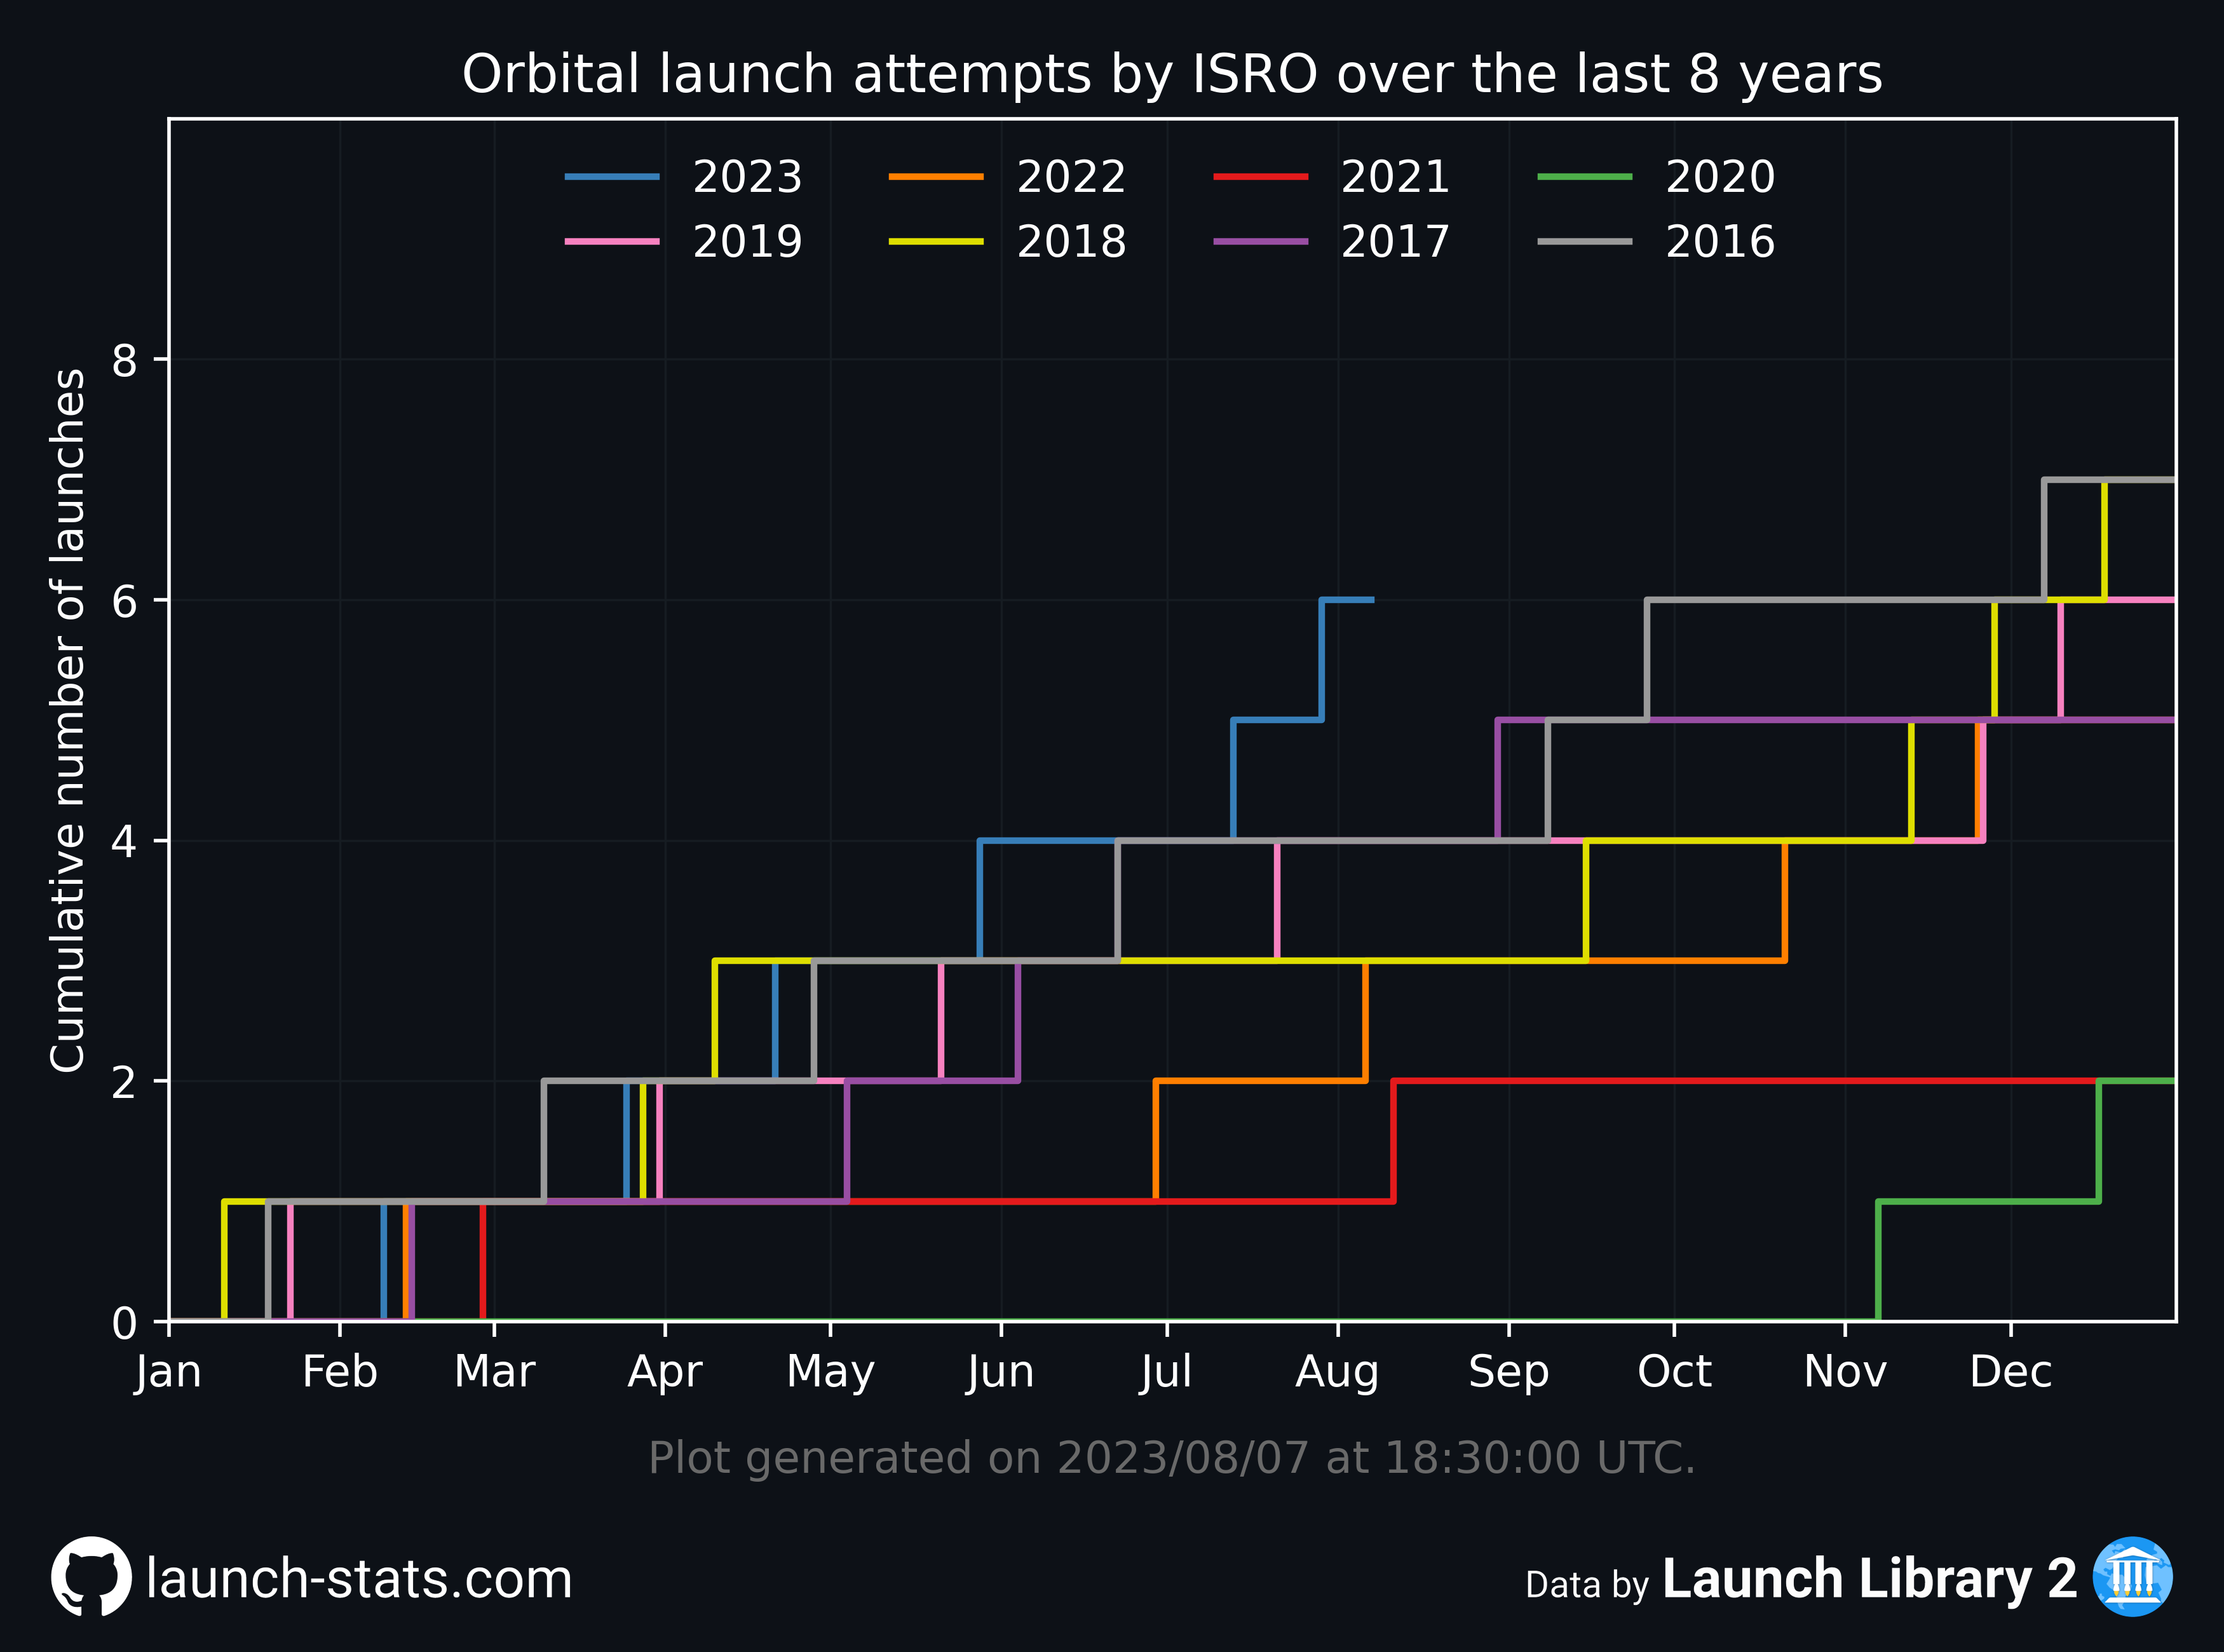 Orbital launch attempts by ISRO over the last 8 years
2023 2022 2021 2020
2019 2018 2017 2016
Cumulative number of launches
8
6
4
2
0
Jan Feb Mar Apr May Jun Jul Aug Sep Oct Nov Dec
Plot generated on 2023/08/07 at 18:30:00 UTC.
launch-stats.com
Data by Launch Library 2